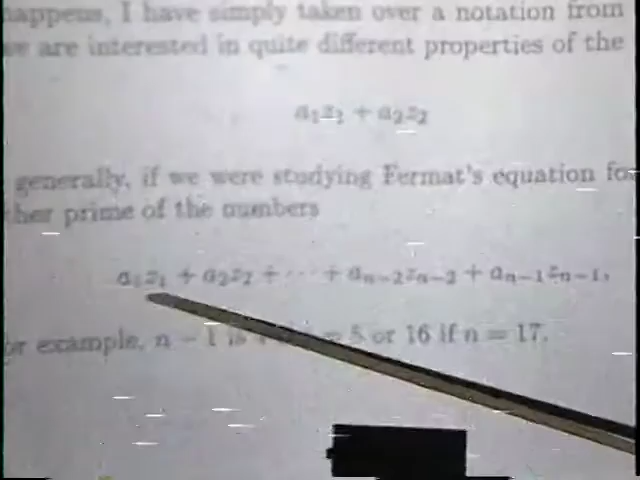 happens, I have simply taken over a notation from
we are interested in quite different properties of the
a₁z₁ + a₂z₂
generally, if we were studying Fermat's equation for
her prime of the numbers
a₁z₁ + a₂z₂ + ··· + aₙ₋₂zₙ₋₂ + aₙ₋₁zₙ₋₁,
or example, n − 1 is = 5 or 16 if n = 17.